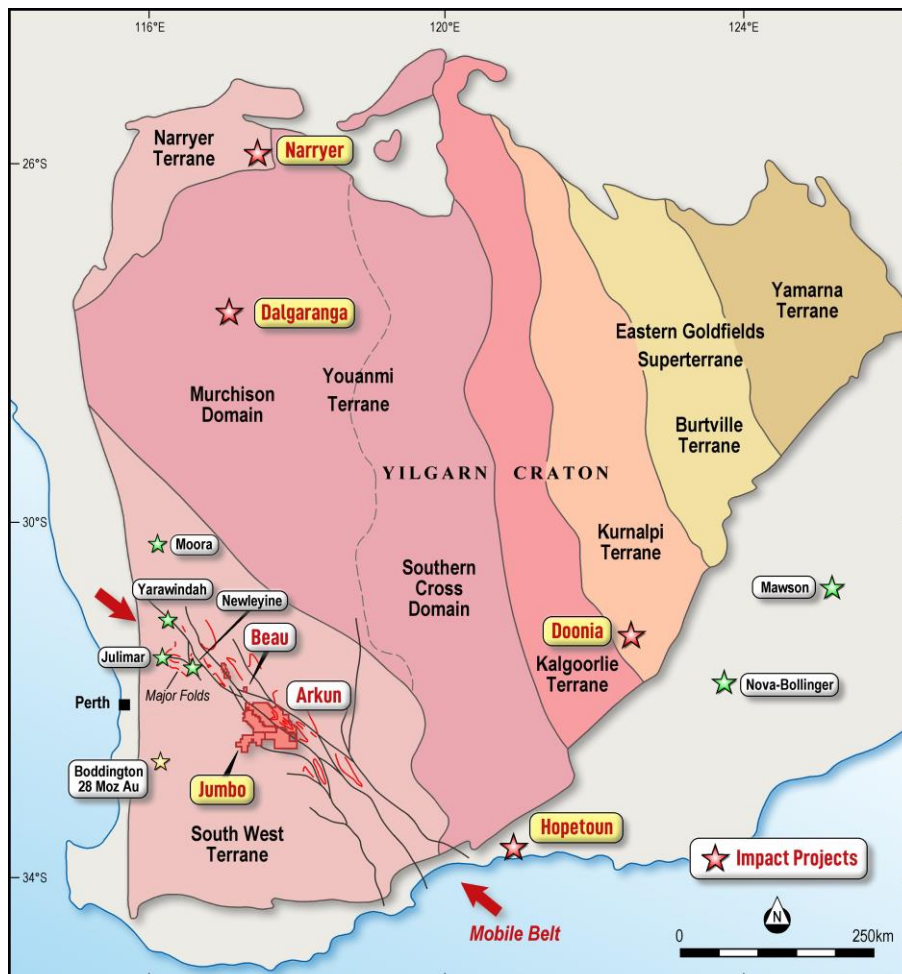 116°E
120°E
124°E
26°S
30°S
34°S
Narryer
Terrane
Narryer
Dalgaranga
Murchison
Domain
Youanmi
Terrane
Yamarna
Terrane
Eastern Goldfields
Superterrane
Burtville
Terrane
YILGARN CRATON
Kurnalpi
Terrane
Southern
Cross
Domain
Moora
Yarawindah
Newleyine
Beau
Julimar
Major Folds
Arkun
Perth
Boddington
28 Moz Au
Jumbo
South West
Terrane
Doonia
Kalgoorlie
Terrane
Mawson
Nova-Bollinger
Hopetoun
Mobile Belt
Impact Projects
N
0
250km